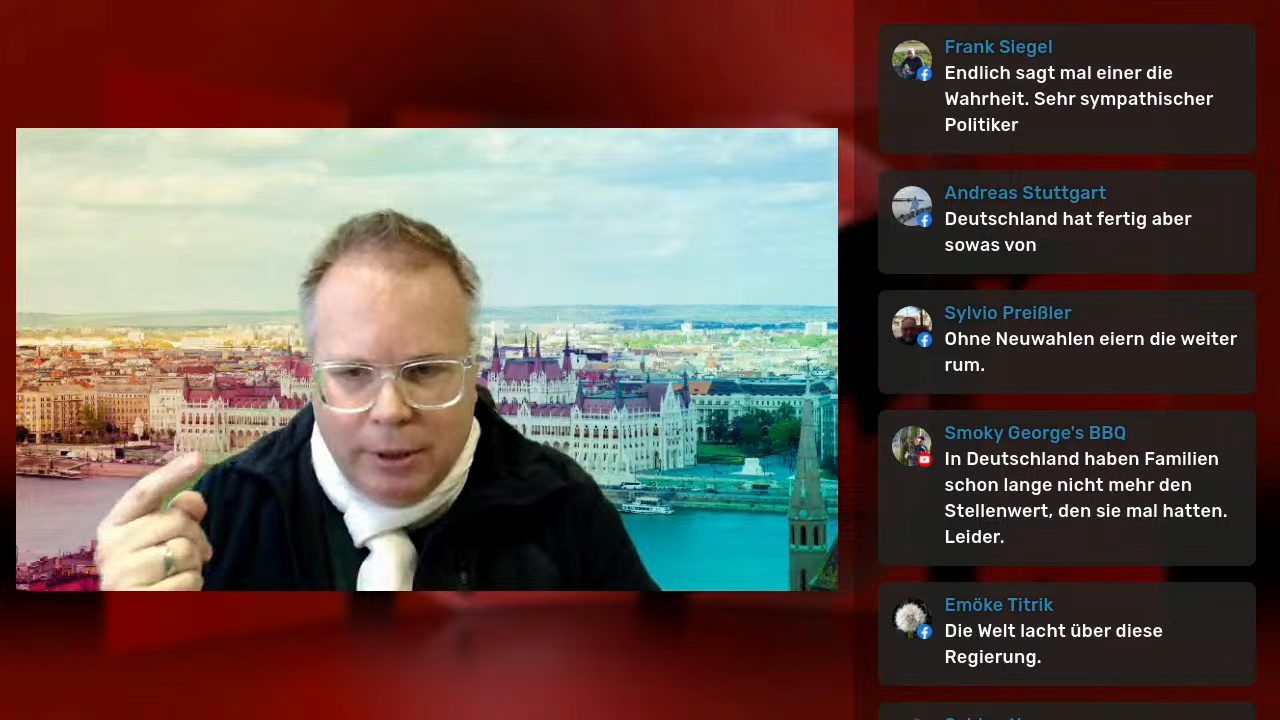 Frank Siegel
Endlich sagt mal einer die
Wahrheit. Sehr sympathischer
Politiker
Andreas Stuttgart
Deutschland hat fertig aber
sowas von
Sylvio Preißler
Ohne Neuwahlen eiern die weiter
rum.
Smoky George's BBQ
In Deutschland haben Familien
schon lange nicht mehr den
Stellenwert, den sie mal hatten.
Leider.
Emöke Titrik
Die Welt lacht über diese
Regierung.